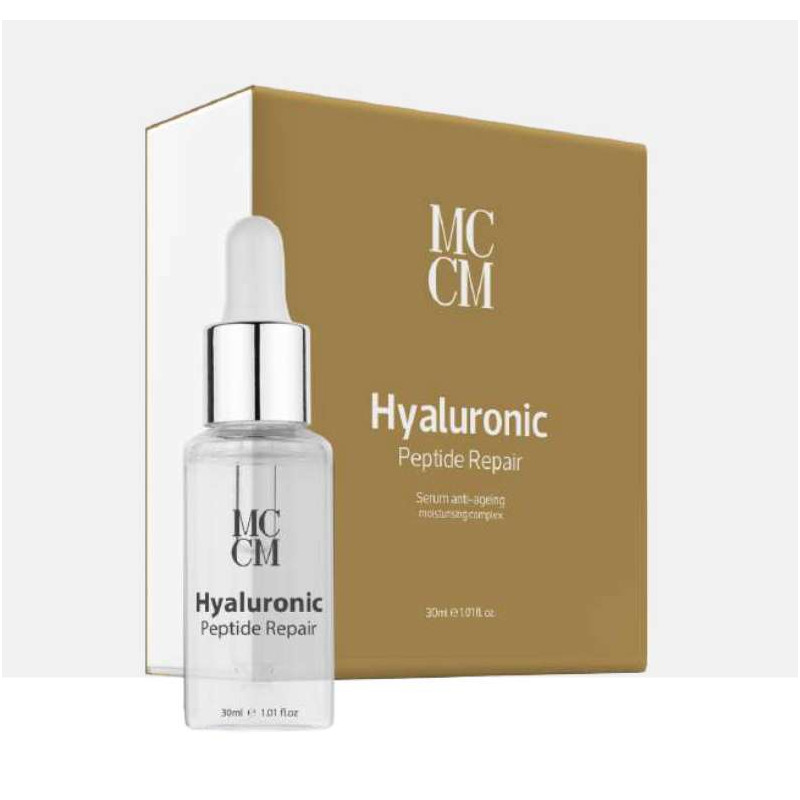 MC
CM
Hyaluronic
Peptide Repair
Serum anti-ageing
moisturising complex
30ml ℮ 1.01 fl. oz.
MC
CM
Hyaluronic
Peptide Repair
30ml ℮ 1.01 fl.oz